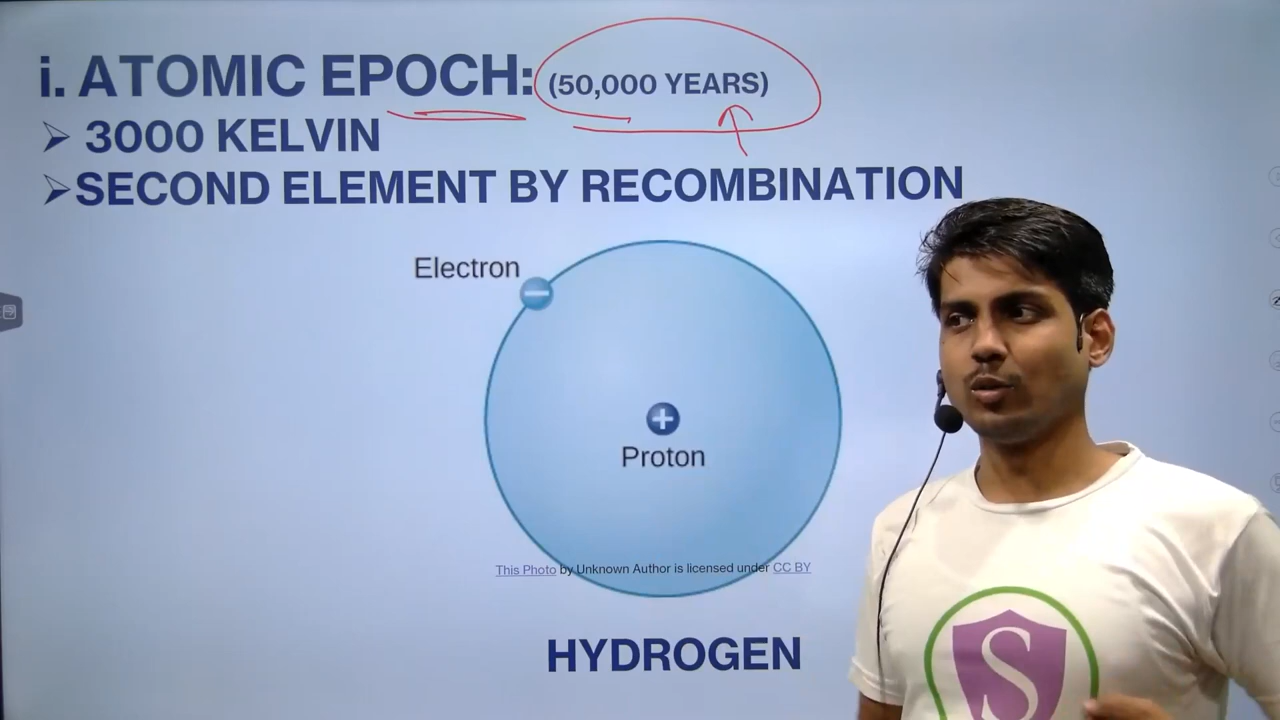 i. ATOMIC EPOCH: (50,000 YEARS)
➢ 3000 KELVIN
➢SECOND ELEMENT BY RECOMBINATION
Electron
−
+
Proton
This Photo by Unknown Author is licensed under CC BY
HYDROGEN
S